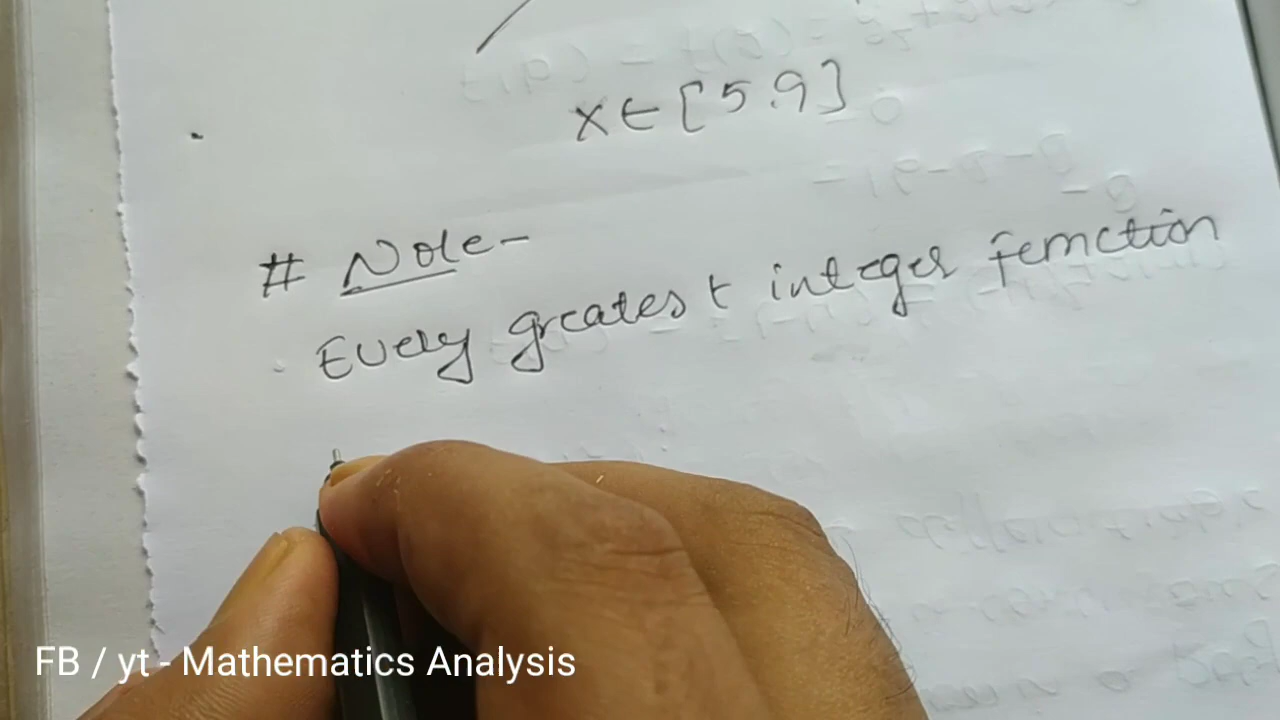 x ∈ [5.9]
# Note-
Every greatest integer function
FB / yt - Mathematics Analysis